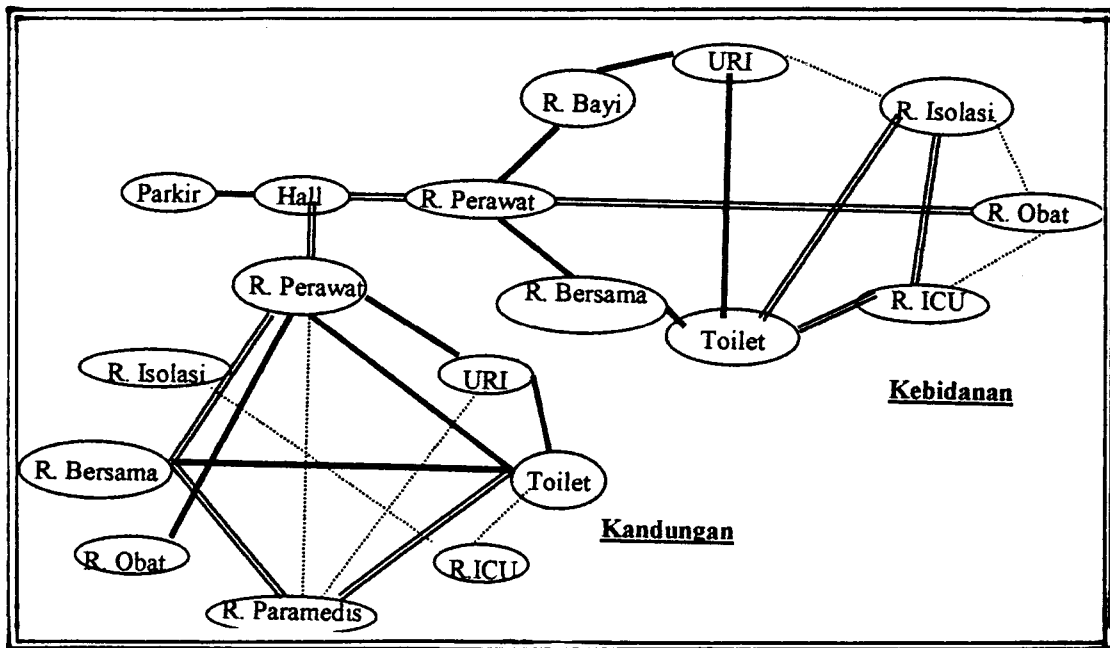 URI
R. Bayi
R. Isolasi
Parkir
Hall
R. Perawat
R. Obat
R. Perawat
R. Bersama
R. ICU
Toilet
R. Isolasi
URI
Kebidanan
R. Bersama
Toilet
Kandungan
R. Obat
R.ICU
R. Paramedis